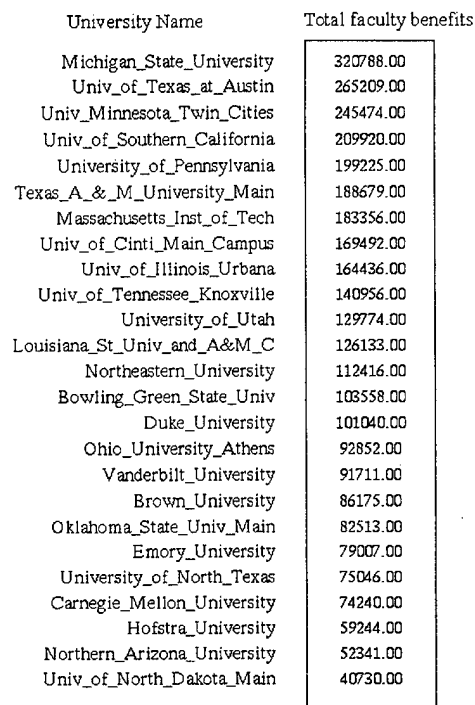 University Name Total faculty benefits
Michigan_State_University 320788.00
Univ_of_Texas_at_Austin 265209.00
Univ_Minnesota_Twin_Cities 245474.00
Univ_of_Southern_California 209920.00
University_of_Pennsylvania 199225.00
Texas_A_&_M_University_Main 188679.00
Massachusetts_Inst_of_Tech 183356.00
Univ_of_Cinti_Main_Campus 169492.00
Univ_of_Illinois_Urbana 164436.00
Univ_of_Tennessee_Knoxville 140956.00
University_of_Utah 129774.00
Louisiana_St_Univ_and_A&M_C 126133.00
Northeastern_University 112416.00
Bowling_Green_State_Univ 103558.00
Duke_University 101040.00
Ohio_University_Athens 92852.00
Vanderbilt_University 91711.00
Brown_University 86175.00
Oklahoma_State_Univ_Main 82513.00
Emory_University 79007.00
University_of_North_Texas 75046.00
Carnegie_Mellon_University 74240.00
Hofstra_University 59244.00
Northern_Arizona_University 52341.00
Univ_of_North_Dakota_Main 40730.00